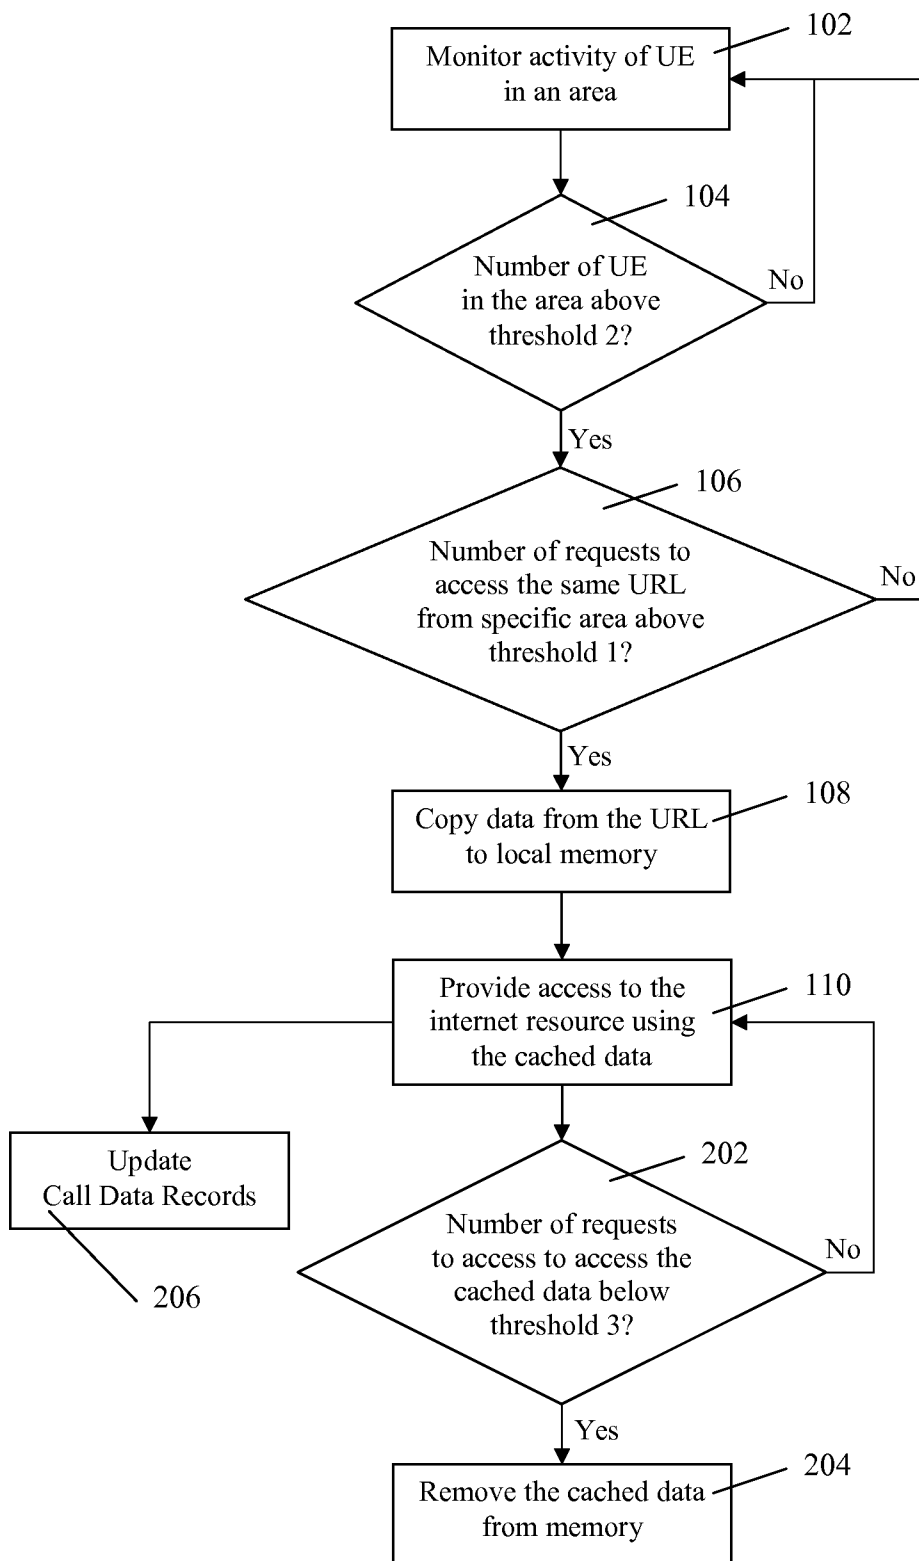 102
Monitor activity of UE
in an area
104
Number of UE
in the area above
threshold 2?
No
Yes
106
Number of requests to
access the same URL
from specific area above
threshold 1?
No
Yes
108
Copy data from the URL
to local memory
110
Provide access to the
internet resource using
the cached data
Update
Call Data Records
206
202
Number of requests
to access to access the
cached data below
threshold 3?
No
Yes
204
Remove the cached data
from memory